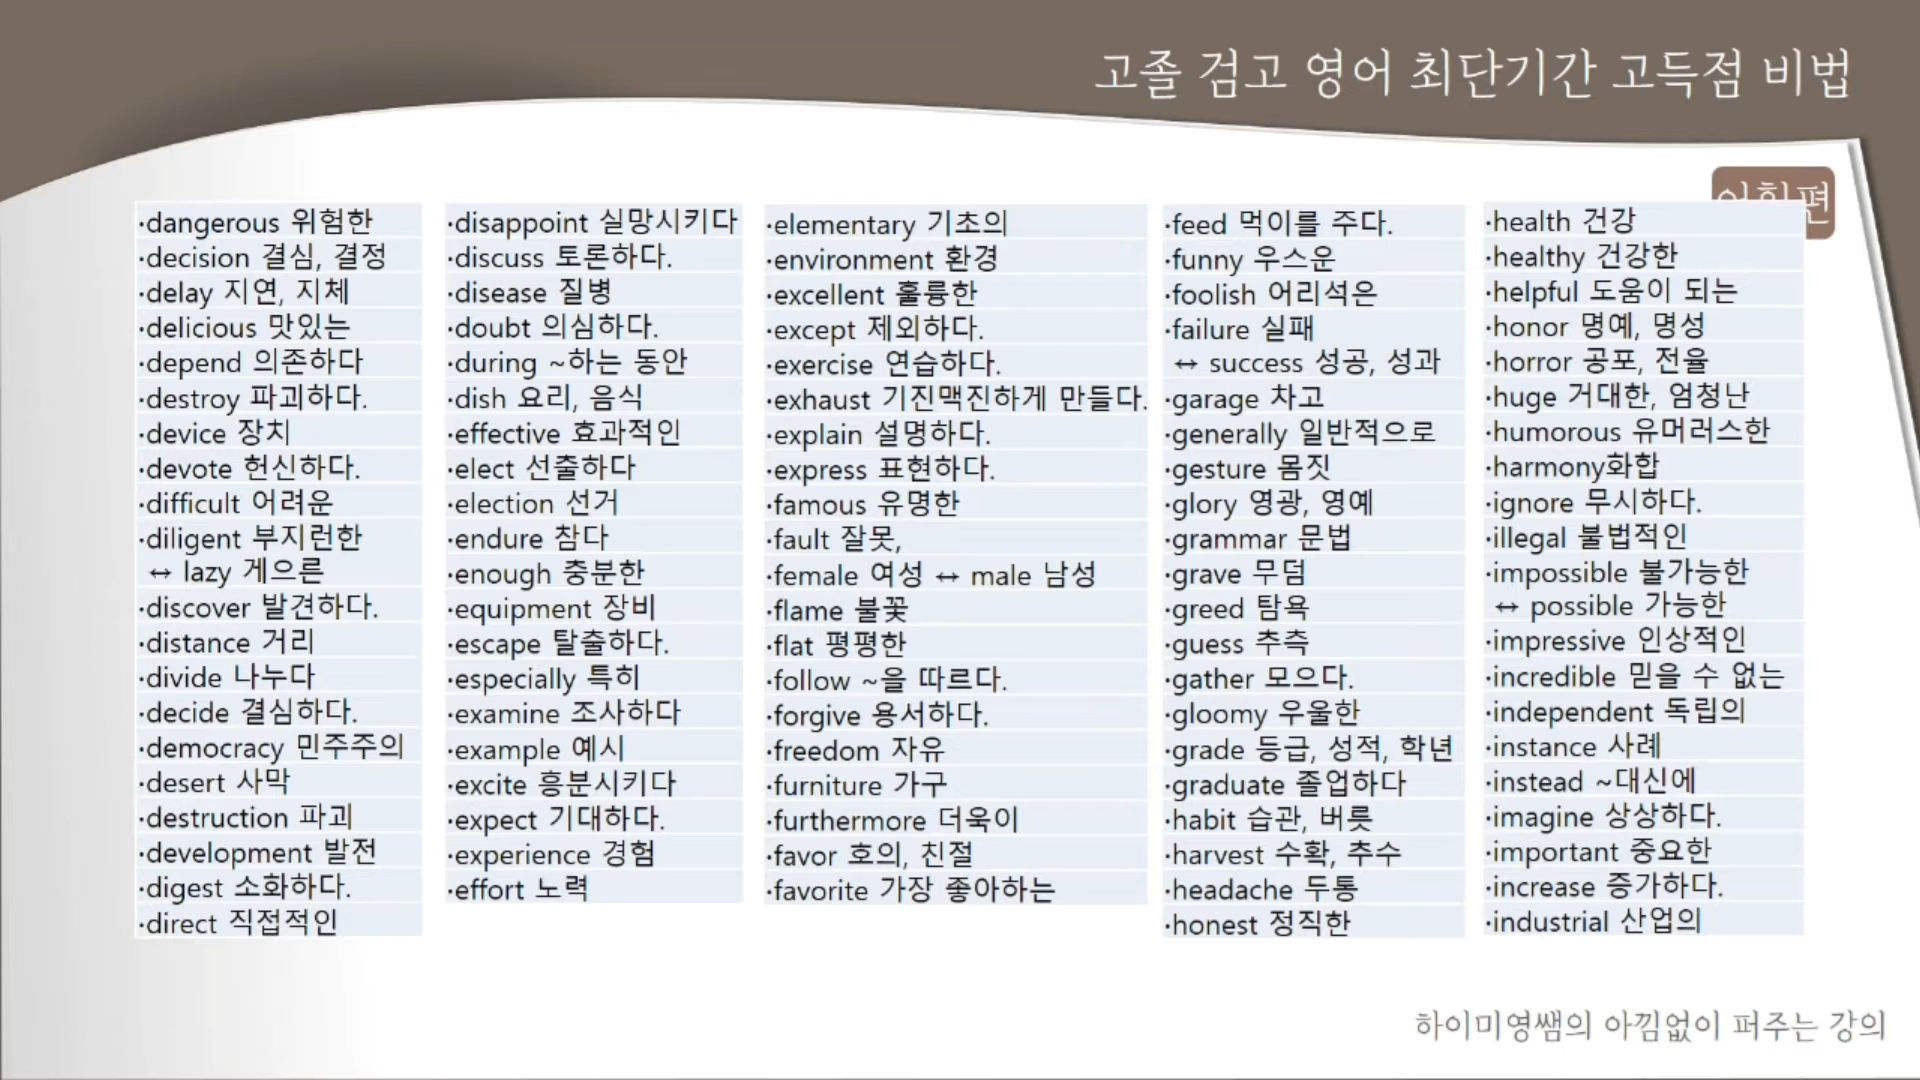 고졸 검고 영어 최단기간 고득점 비법
·dangerous 위험한
·decision 결심, 결정
·delay 지연, 지체
·delicious 맛있는
·depend 의존하다
·destroy 파괴하다.
·device 장치
·devote 헌신하다.
·difficult 어려운
·diligent 부지런한
↔ lazy 게으른
·discover 발견하다.
·distance 거리
·divide 나누다
·decide 결심하다.
·democracy 민주주의
·desert 사막
·destruction 파괴
·development 발전
·digest 소화하다.
·direct 직접적인
·disappoint 실망시키다
·discuss 토론하다.
·disease 질병
·doubt 의심하다.
·during ~하는 동안
·dish 요리, 음식
·effective 효과적인
·elect 선출하다
·election 선거
·endure 참다
·enough 충분한
·equipment 장비
·escape 탈출하다.
·especially 특히
·examine 조사하다
·example 예시
·excite 흥분시키다
·expect 기대하다.
·experience 경험
·effort 노력
·elementary 기초의
·environment 환경
·excellent 훌륭한
·except 제외하다.
·exercise 연습하다.
·exhaust 기진맥진하게 만들다.
·explain 설명하다.
·express 표현하다.
·famous 유명한
·fault 잘못,
·female 여성 ↔ male 남성
·flame 불꽃
·flat 평평한
·follow ~을 따르다.
·forgive 용서하다.
·freedom 자유
·furniture 가구
·furthermore 더욱이
·favor 호의, 친절
·favorite 가장 좋아하는
·feed 먹이를 주다.
·funny 우스운
·foolish 어리석은
·failure 실패
↔ success 성공, 성과
·garage 차고
·generally 일반적으로
·gesture 몸짓
·glory 영광, 영예
·grammar 문법
·grave 무덤
·greed 탐욕
·guess 추측
·gather 모으다.
·gloomy 우울한
·grade 등급, 성적, 학년
·graduate 졸업하다
·habit 습관, 버릇
·harvest 수확, 추수
·headache 두통
·honest 정직한
·health 건강
·healthy 건강한
·helpful 도움이 되는
·honor 명예, 명성
·horror 공포, 전율
·huge 거대한, 엄청난
·humorous 유머러스한
·harmony화합
·ignore 무시하다.
·illegal 불법적인
·impossible 불가능한
↔ possible 가능한
·impressive 인상적인
·incredible 믿을 수 없는
·independent 독립의
·instance 사례
·instead ~대신에
·imagine 상상하다.
·important 중요한
·increase 증가하다.
·industrial 산업의
하이미영쌤의 아낌없이 퍼주는 강의